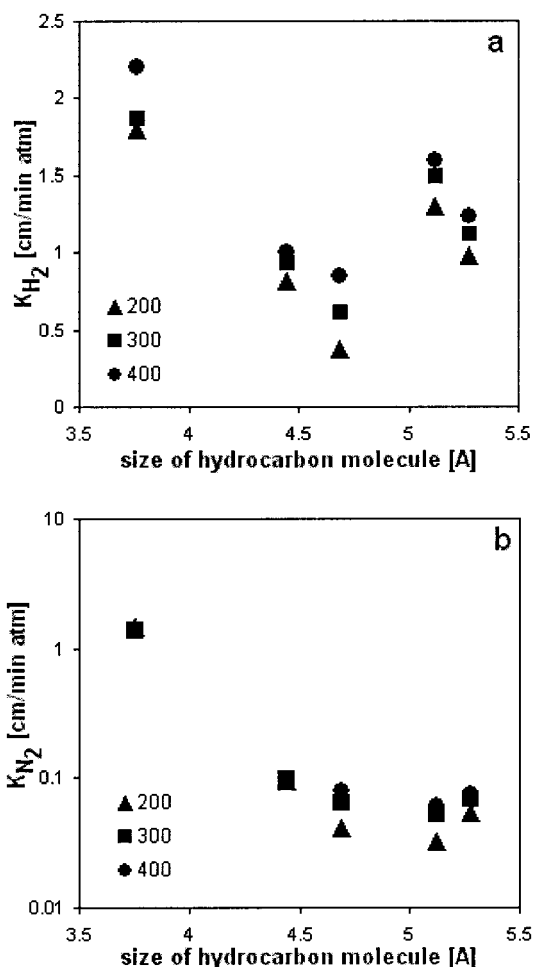 a
2.5
2
1.5
1
0.5
0
K_H2 [cm/min atm]
200
300
400
3.5 4 4.5 5 5.5
size of hydrocarbon molecule [A]
b
10
1
0.1
0.01
K_N2 [cm/min atm]
200
300
400
3.5 4 4.5 5 5.5
size of hydrocarbon molecule [A]